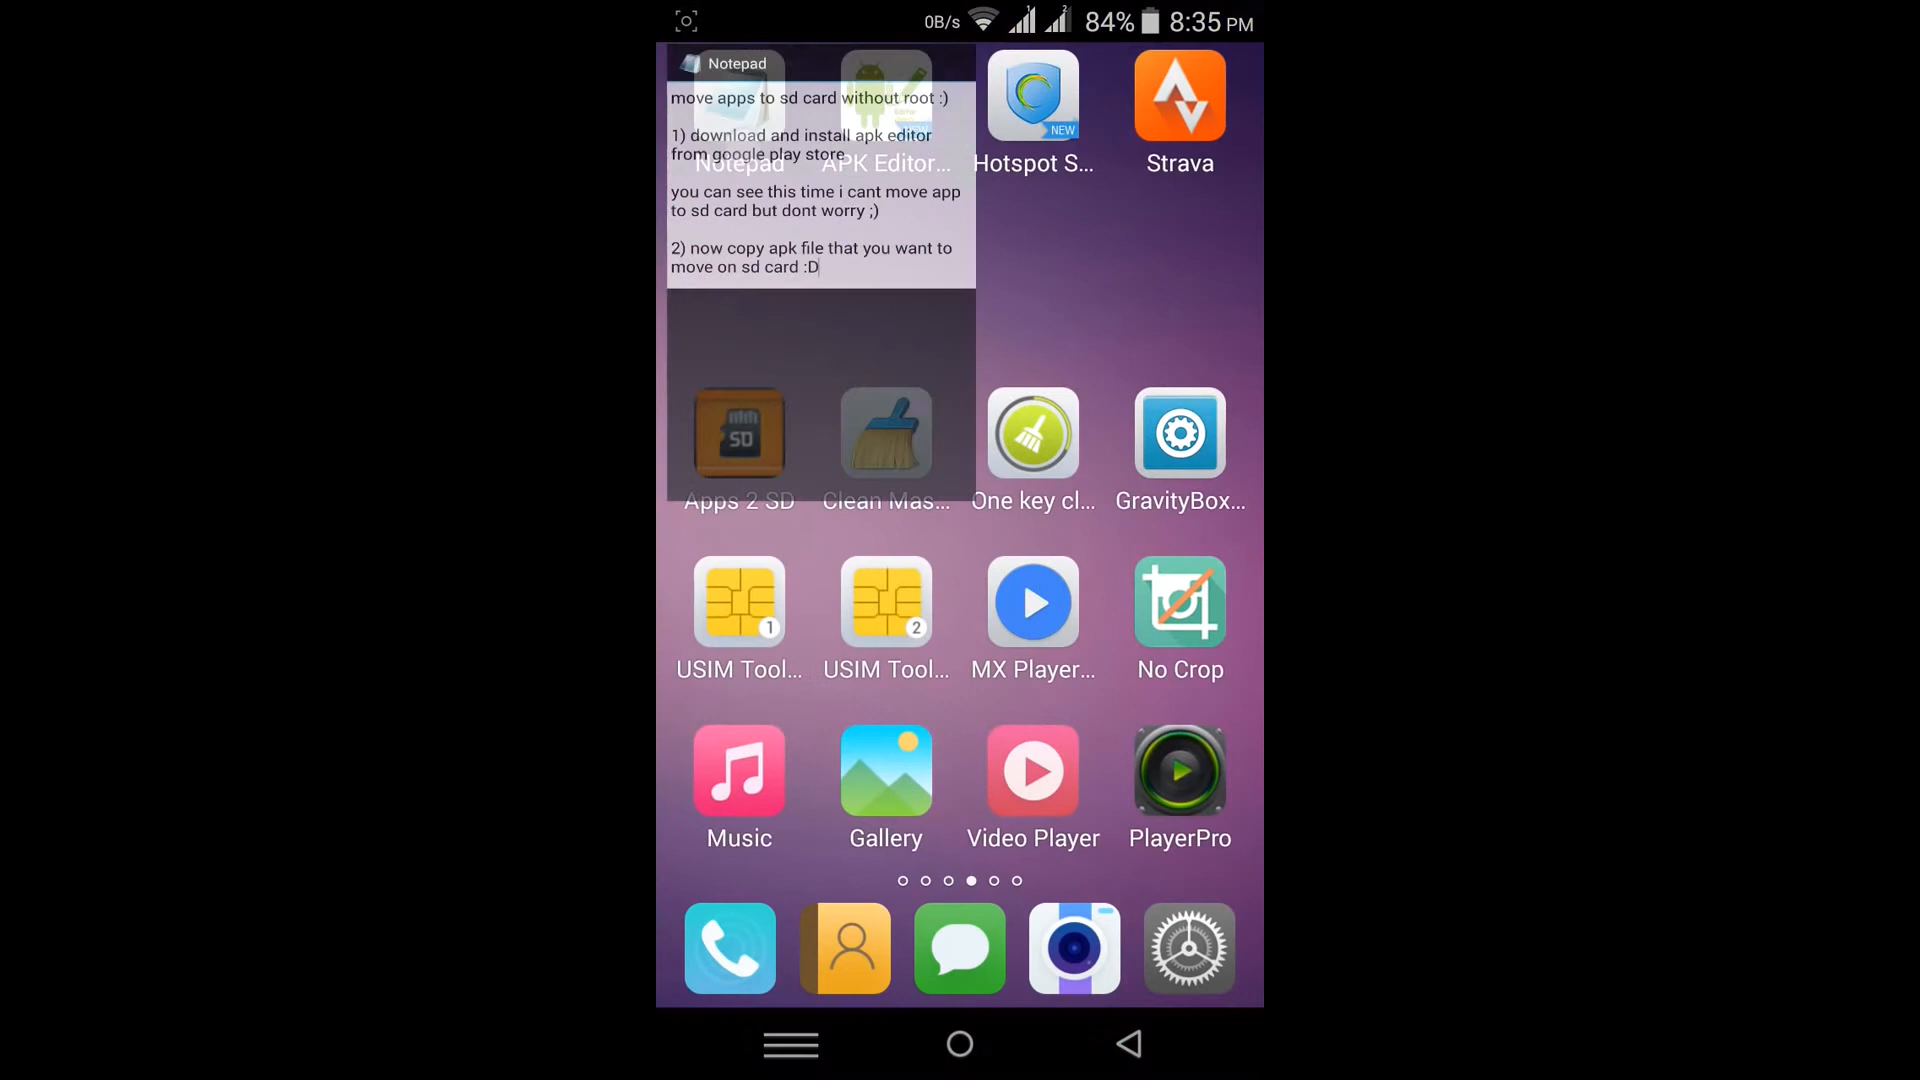 0B/s 1 2 84% 8:35 PM
Notepad
move apps to sd card without root :)
1) download and install apk editor
from google play store
you can see this time i cant move app
to sd card but dont worry ;)
2) now copy apk file that you want to
move on sd card :D
NEW
Notepad APK Editor... Hotspot S... Strava
SD
Apps 2 SD Clean Mas... One key cl... GravityBox...
1 2
USIM Tool... USIM Tool... MX Player... No Crop
Music Gallery Video Player PlayerPro